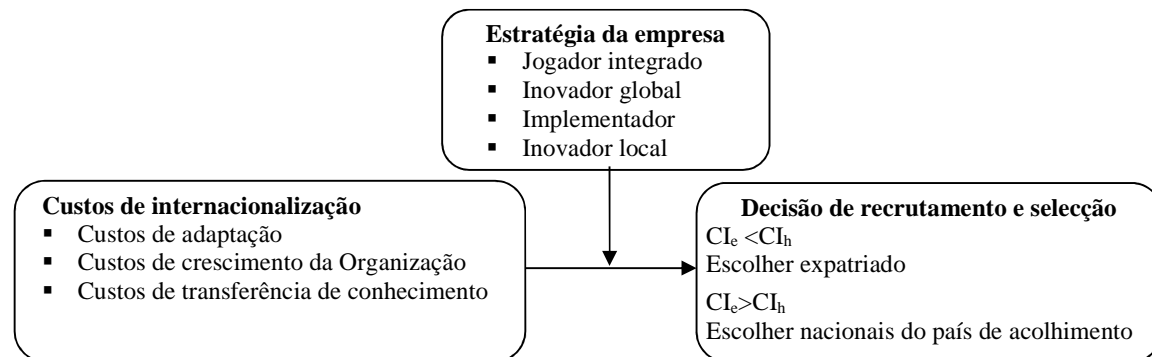 Estratégia da empresa
▪ Jogador integrado
▪ Inovador global
▪ Implementador
▪ Inovador local
Custos de internacionalização
▪ Custos de adaptação
▪ Custos de crescimento da Organização
▪ Custos de transferência de conhecimento
Decisão de recrutamento e selecção
CIe <CIh
Escolher expatriado
CIe>CIh
Escolher nacionais do país de acolhimento